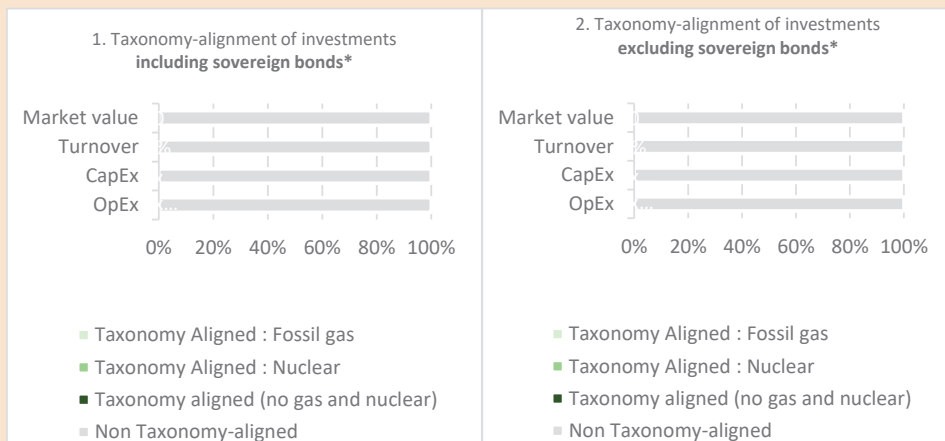 1. Taxonomy-alignment of investments
including sovereign bonds*
Market value
Turnover
CapEx
OpEx
0% 20% 40% 60% 80% 100%
Taxonomy Aligned : Fossil gas
Taxonomy Aligned : Nuclear
Taxonomy aligned (no gas and nuclear)
Non Taxonomy-aligned
2. Taxonomy-alignment of investments
excluding sovereign bonds*
Market value
Turnover
CapEx
OpEx
0% 20% 40% 60% 80% 100%
Taxonomy Aligned : Fossil gas
Taxonomy Aligned : Nuclear
Taxonomy aligned (no gas and nuclear)
Non Taxonomy-aligned